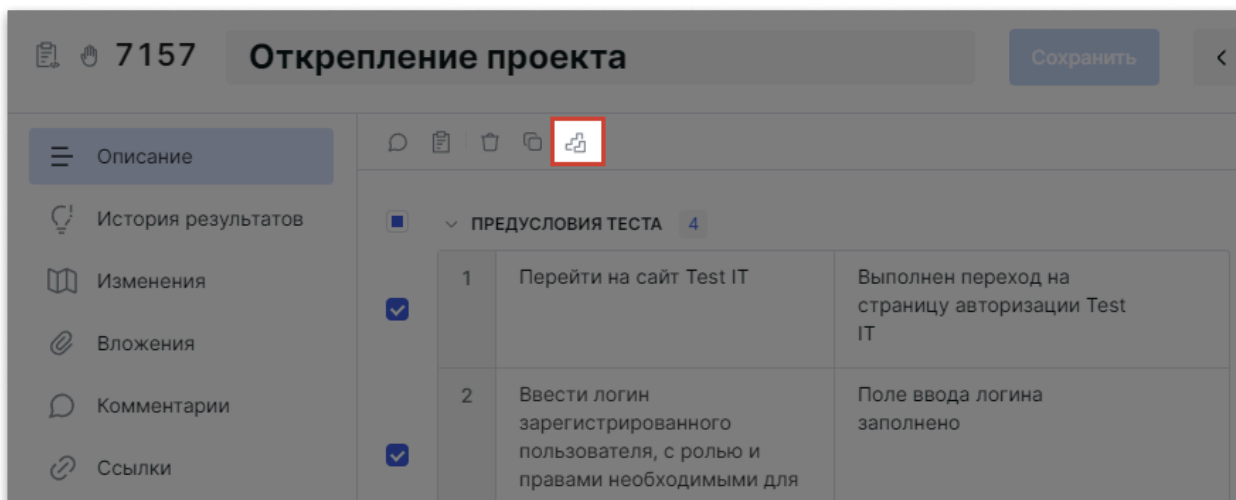 7157 Открепление проекта Сохранить
Описание
История результатов
Изменения
Вложения
Комментарии
Ссылки
ПРЕДУСЛОВИЯ ТЕСТА 4
1 Перейти на сайт Test IT
Выполнен переход на
страницу авторизации Test
IT
2 Ввести логин
зарегистрированного
пользователя, с ролью и
правами необходимыми для
Поле ввода логина
заполнено